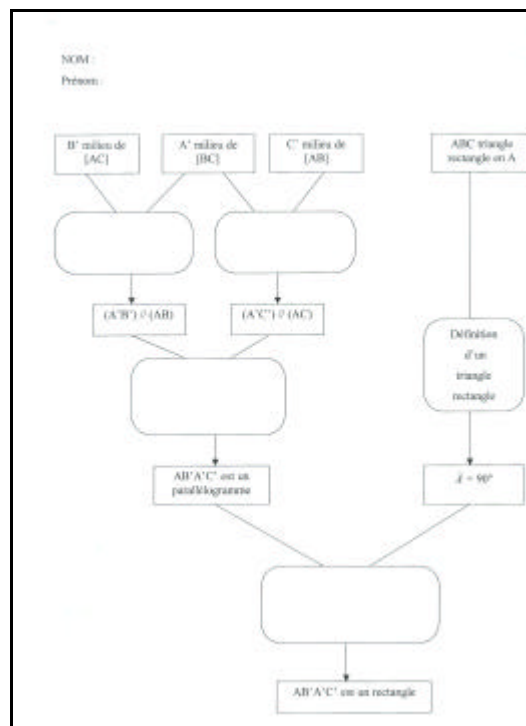 NOM :
Prénom :
B' milieu de
[AC]
A' milieu de
[BC]
C' milieu de
[AB]
ABC triangle
rectangle en A
(A'B') // (AB)
(A'C') // (AC)
Définition
d'un
triangle
rectangle
AB'A'C' est un
parallélogramme
Â = 90°
AB'A'C' est un rectangle